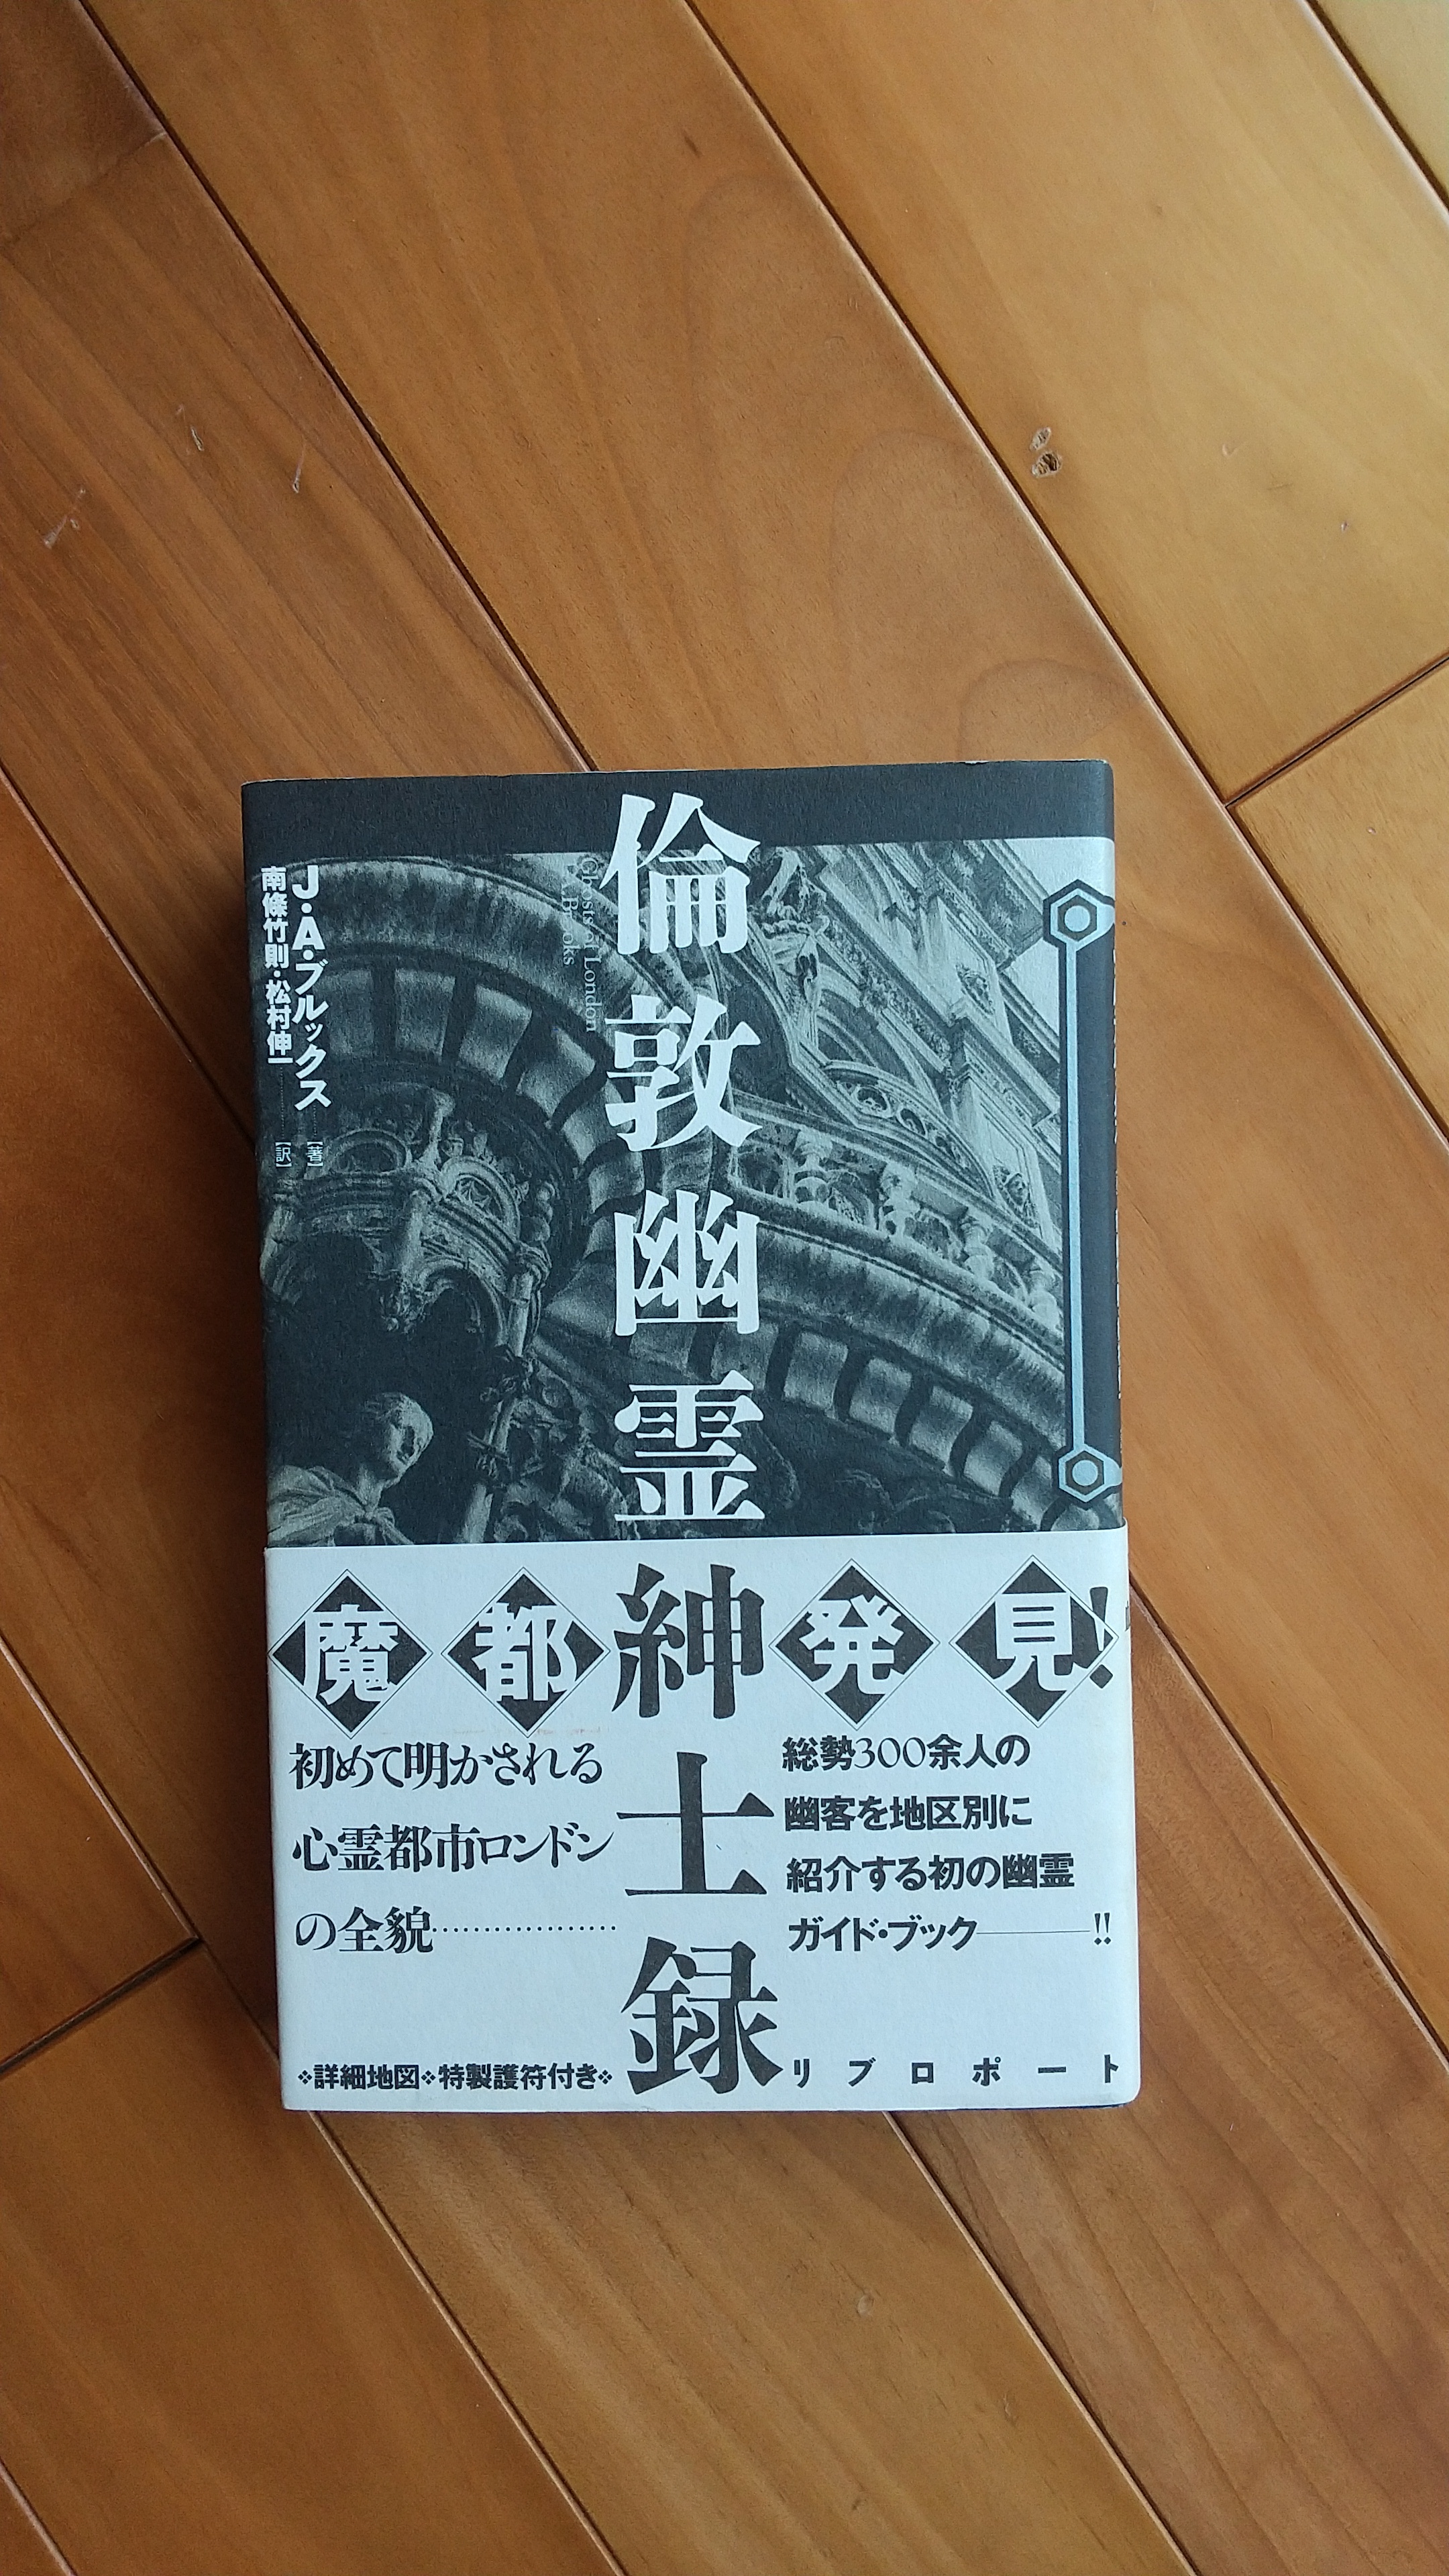 倫敦幽霊紳士録
Ghosts of London
J.A.Brooks
J・A・ブルックス……[著]
南條竹則・松村伸一……[訳]
魔都発見!
初めて明かされる
心霊都市ロンドン
の全貌………………
総勢300余人の
幽客を地区別に
紹介する初の幽霊
ガイド・ブック――!!
❖詳細地図❖特製護符付き❖
リブロポート